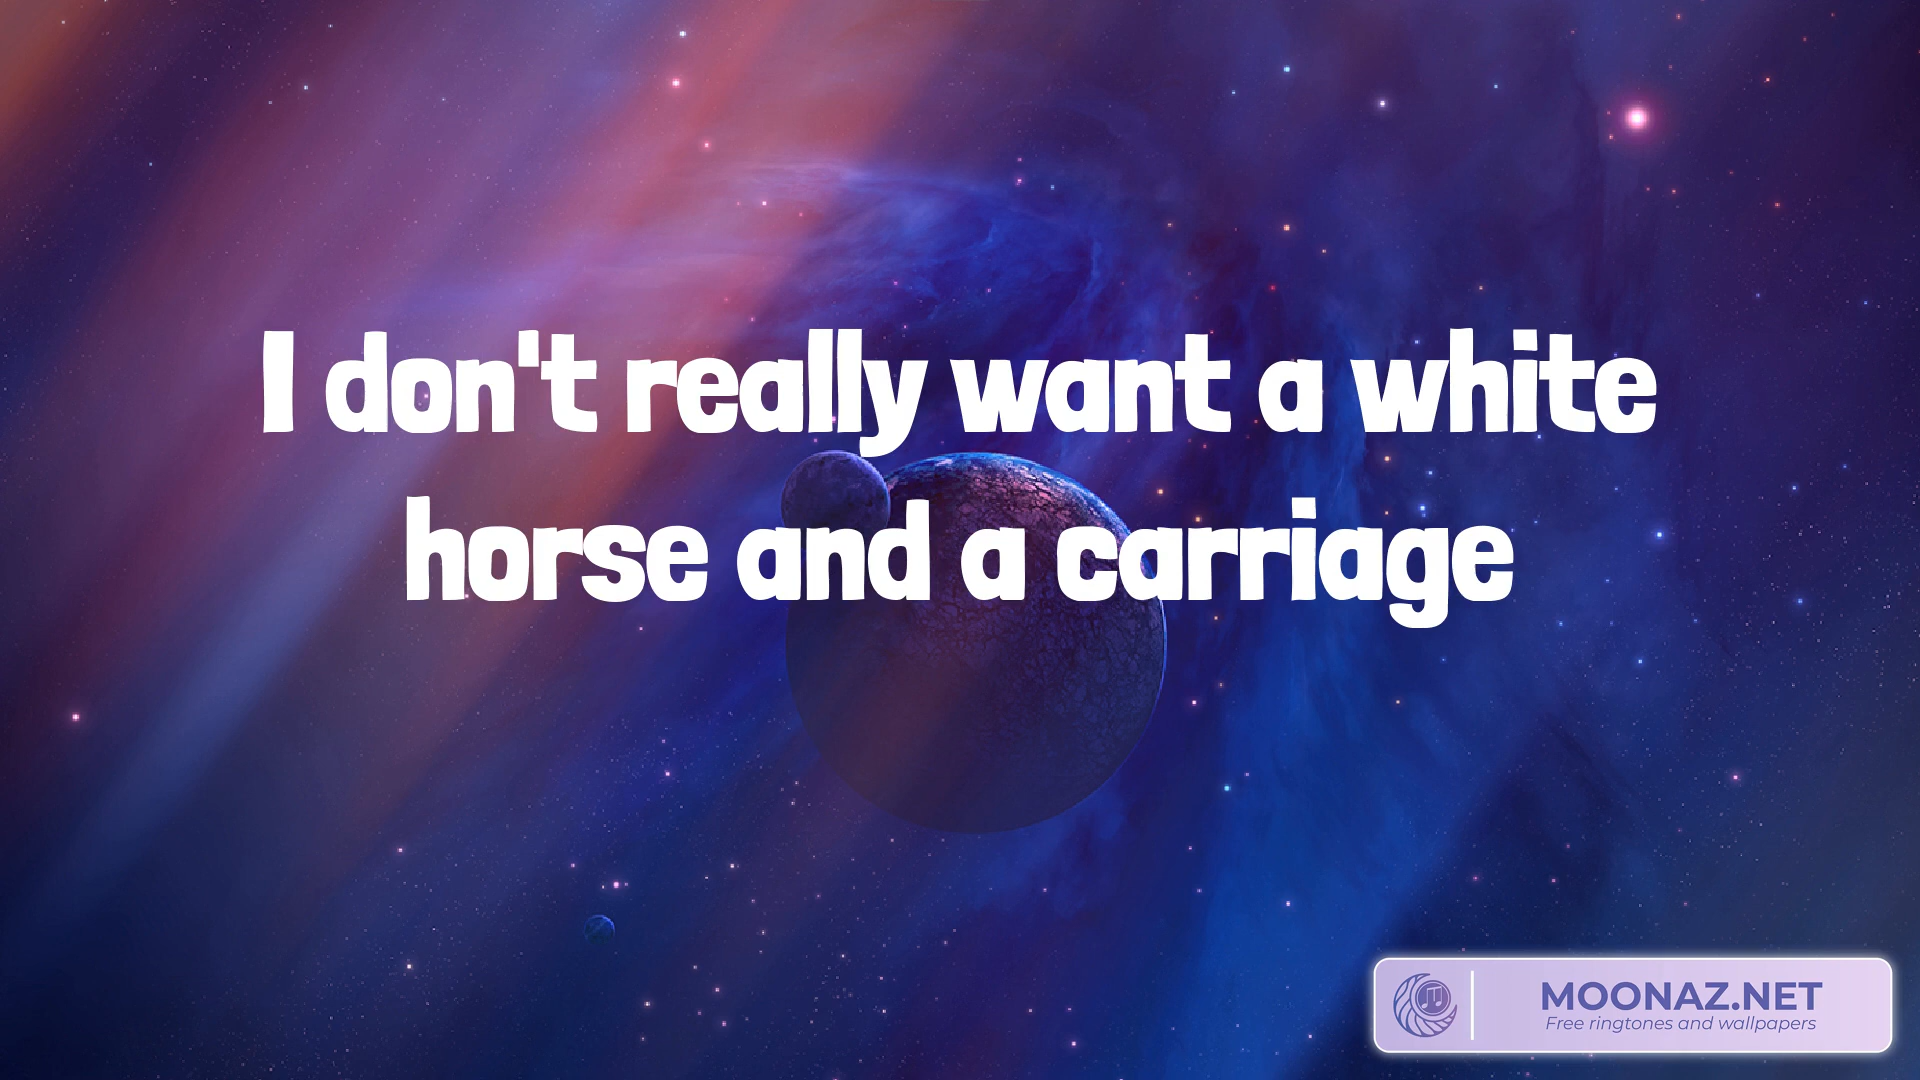 I don't really want a white
horse and a carriage
MOONAZ.NET
Free ringtones and wallpapers